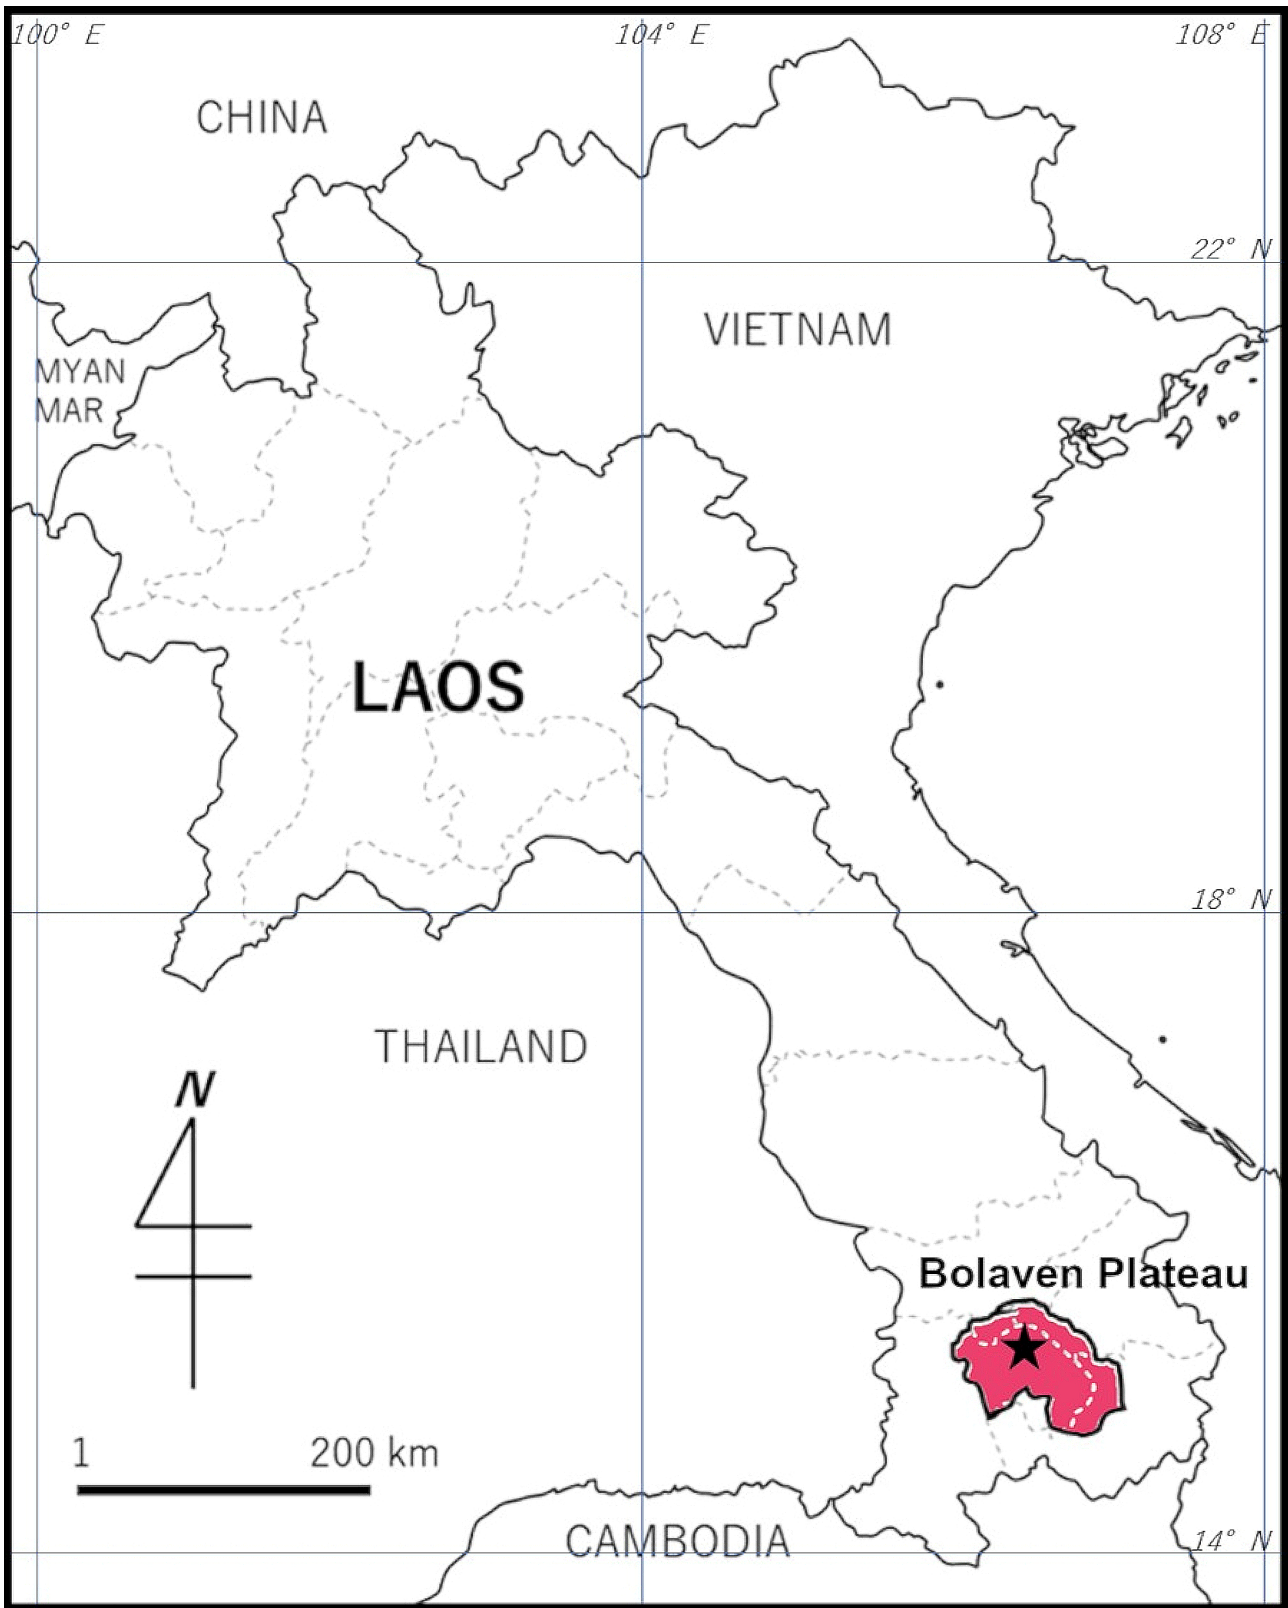 100° E 104° E 108° E
CHINA
22° N
VIETNAM
MYAN
MAR
LAOS
18° N
THAILAND
N
Bolaven Plateau
1 200 km
CAMBODIA
14° N